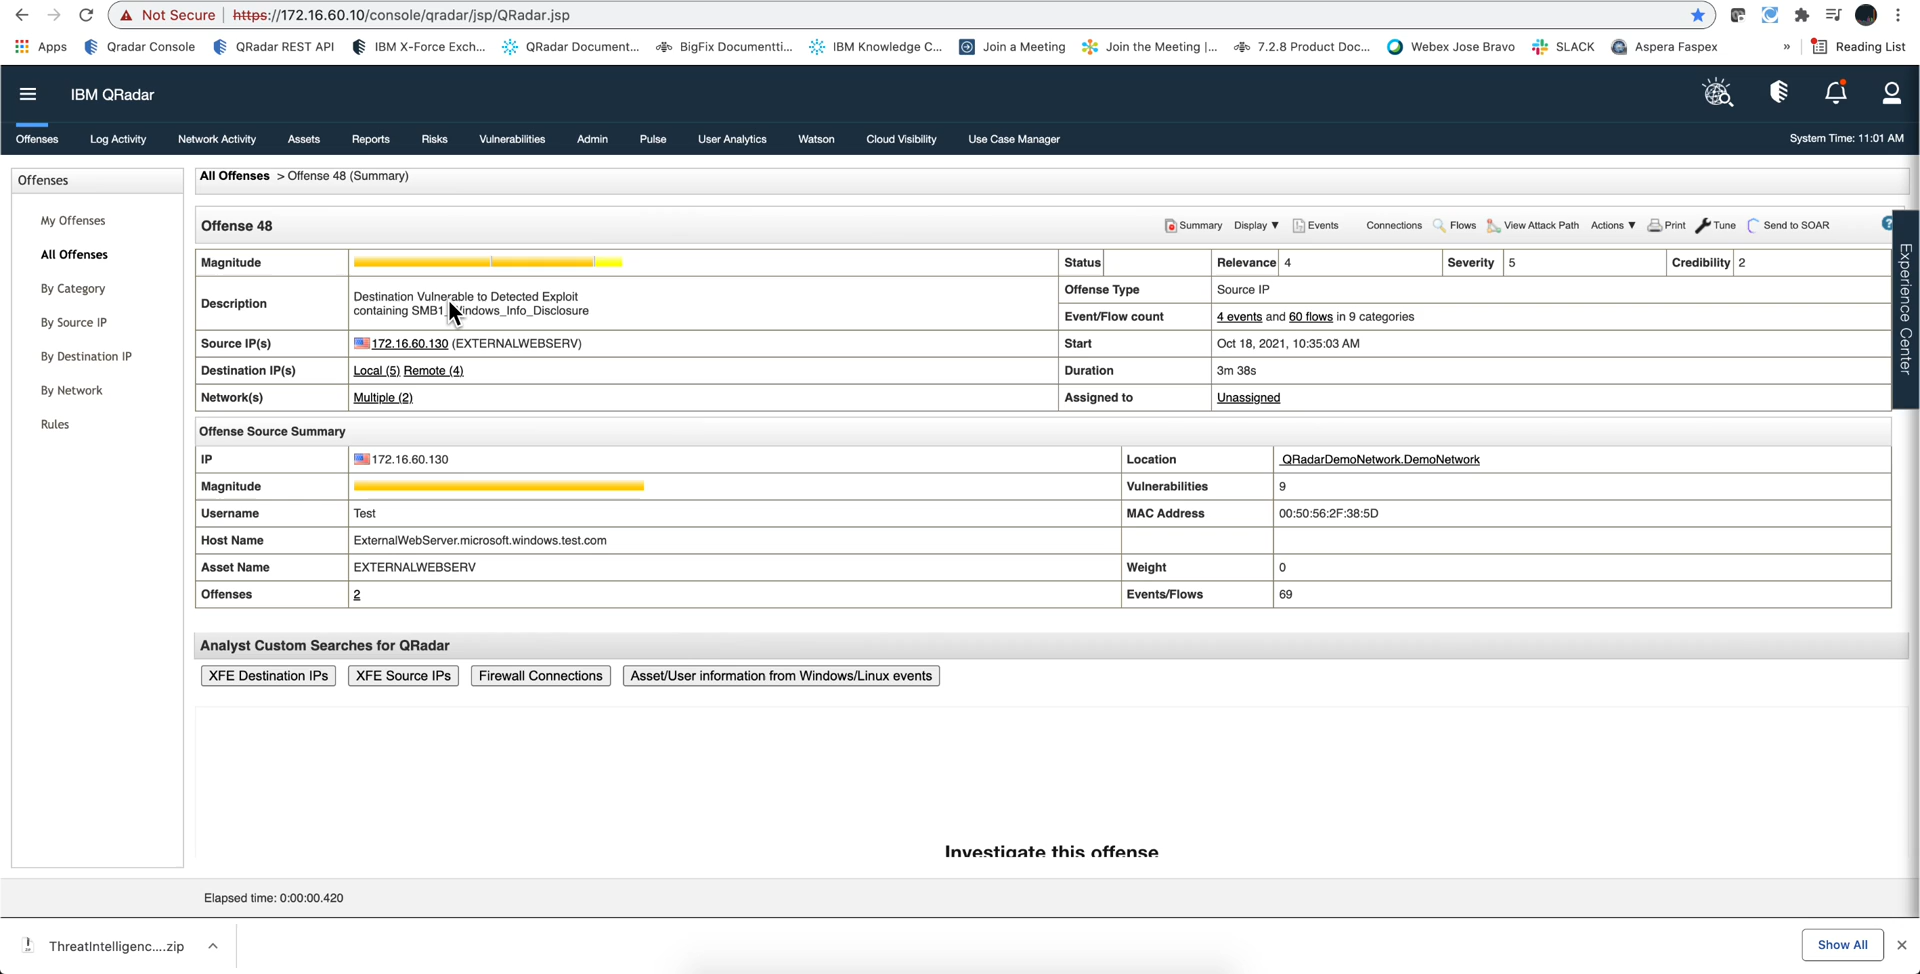 Not Secure | https://172.16.60.10/console/qradar/jsp/QRadar.jsp
Apps Qradar Console QRadar REST API IBM X-Force Exch... QRadar Document... BigFix Documentti... IBM Knowledge C... Join a Meeting Join the Meeting |... 7.2.8 Product Doc... Webex Jose Bravo SLACK Aspera Faspex » Reading List
IBM QRadar
Offenses Log Activity Network Activity Assets Reports Risks Vulnerabilities Admin Pulse User Analytics Watson Cloud Visibility Use Case Manager System Time: 11:01 AM
Offenses
My Offenses
All Offenses
By Category
By Source IP
By Destination IP
By Network
Rules
All Offenses > Offense 48 (Summary)
Offense 48 Summary Display ▼ Events Connections Flows View Attack Path Actions ▼ Print Tune Send to SOAR ?
Experience Center
Magnitude Status Relevance 4 Severity 5 Credibility 2
Description Destination Vulnerable to Detected Exploit
containing SMB1_ indows_Info_Disclosure
Offense Type Source IP
Event/Flow count 4 events and 60 flows in 9 categories
Source IP(s) 172.16.60.130 (EXTERNALWEBSERV) Start Oct 18, 2021, 10:35:03 AM
Destination IP(s) Local (5) Remote (4) Duration 3m 38s
Network(s) Multiple (2) Assigned to Unassigned
Offense Source Summary
IP 172.16.60.130 Location QRadarDemoNetwork.DemoNetwork
Magnitude Vulnerabilities 9
Username Test MAC Address 00:50:56:2F:38:5D
Host Name ExternalWebServer.microsoft.windows.test.com
Asset Name EXTERNALWEBSERV Weight 0
Offenses 2 Events/Flows 69
Analyst Custom Searches for QRadar
XFE Destination IPs XFE Source IPs Firewall Connections Asset/User information from Windows/Linux events
Investigate this offense
Elapsed time: 0:00:00.420
ThreatIntelligenc....zip Show All